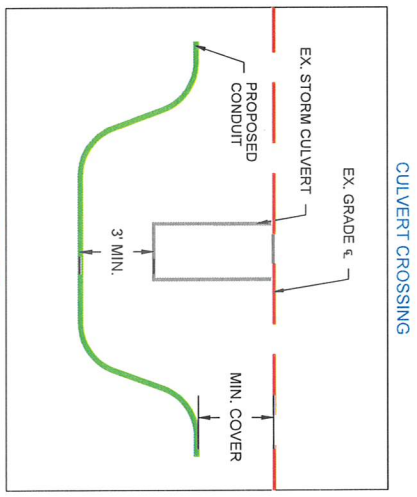 CULVERT CROSSING
EX. GRADE ℄
EX. STORM CULVERT
PROPOSED
CONDUIT
3' MIN.
MIN. COVER